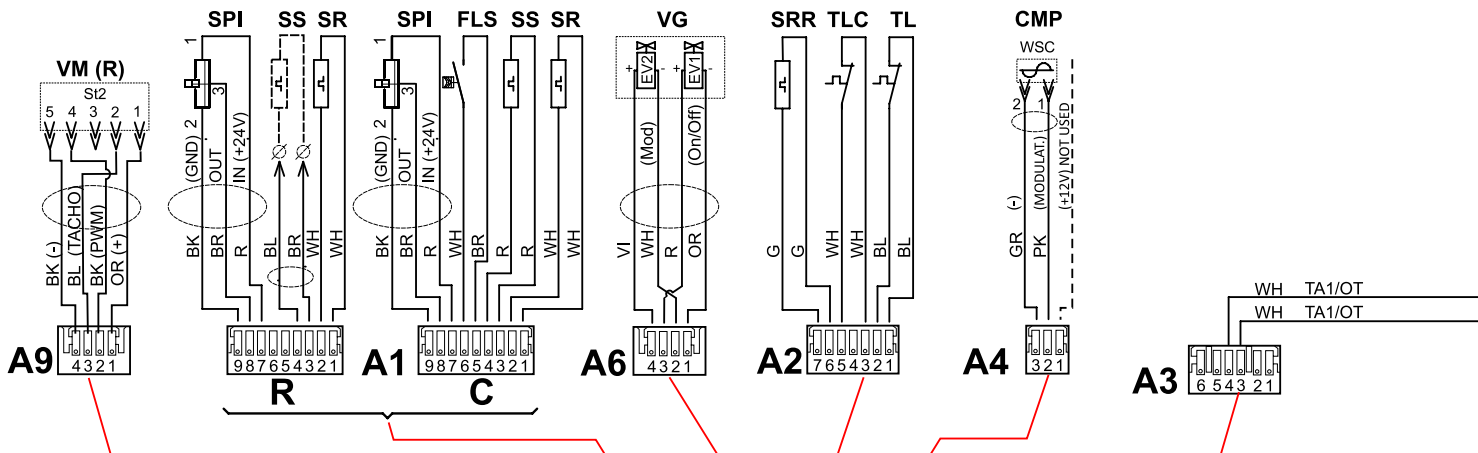 SPI SS SR SPI FLS SS SR VG SRR TLC TL CMP
VM (R)
St2
5 4 3 2 1
1
3
2
(GND)
OUT
IN (+24V)
1
3
2
(GND)
OUT
IN (+24V)
+ EV2 - + EV1 -
(Mod)
(On/Off)
WSC
2 1
(-)
(MODULAT.)
(+12V) NOT USED
BK (-)
BL (TACHO)
BK (PWM)
OR (+)
BK
BR
R
BL
BR
WH
WH
BK
BR
R
WH
BR
R
R
WH
WH
VI
WH
R
OR
G
G
WH
WH
BL
BL
GR
PK
WH TA1/OT
WH TA1/OT
A9
4 3 2 1
9 8 7 6 5 4 3 2 1
R
A1
9 8 7 6 5 4 3 2 1
C
A6
4 3 2 1
A2
7 6 5 4 3 2 1
A4
3 2 1
A3
6 5 4 3 2 1